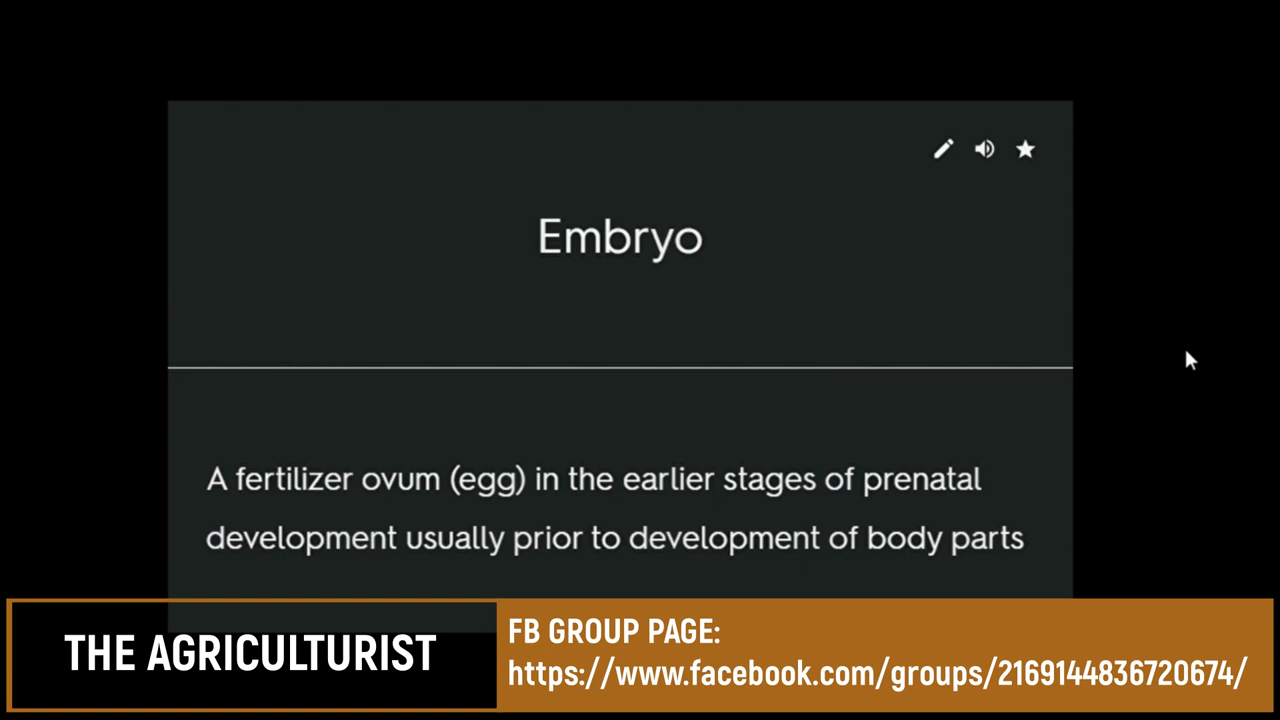 Embryo
A fertilizer ovum (egg) in the earlier stages of prenatal
development usually prior to development of body parts
THE AGRICULTURIST
FB GROUP PAGE:
https://www.facebook.com/groups/2169144836720674/